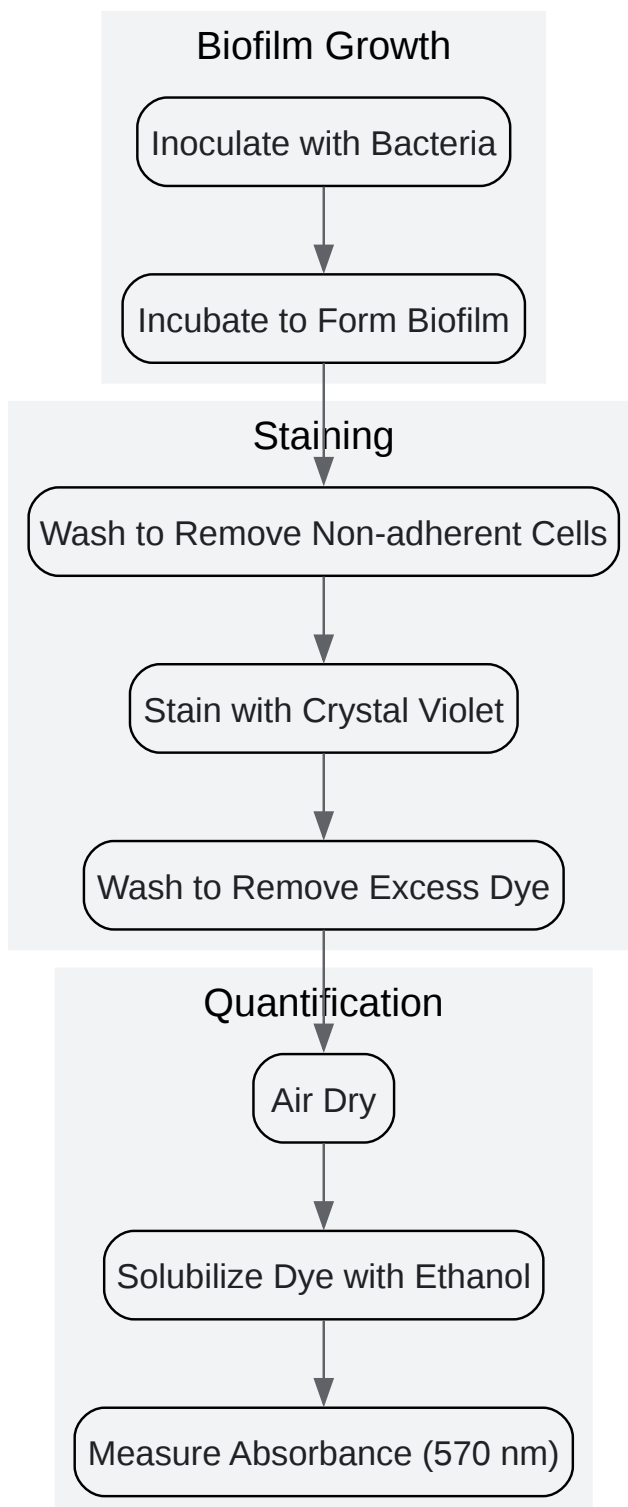 Biofilm Growth
Inoculate with Bacteria
Incubate to Form Biofilm
Staining
Wash to Remove Non-adherent Cells
Stain with Crystal Violet
Wash to Remove Excess Dye
Quantification
Air Dry
Solubilize Dye with Ethanol
Measure Absorbance (570 nm)